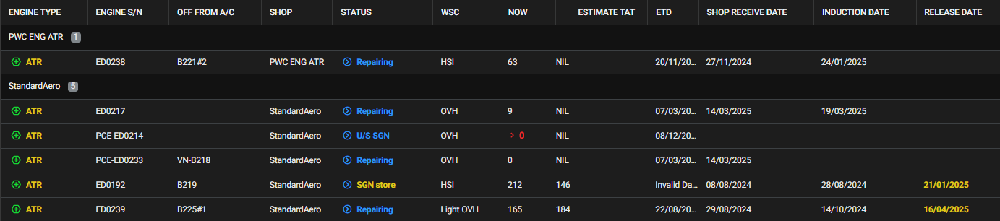 ENGINE TYPE ENGINE S/N OFF FROM A/C SHOP STATUS WSC NOW ESTIMATE TAT ETD SHOP RECEIVE DATE INDUCTION DATE RELEASE DATE
PWC ENG ATR 1
ATR ED0238 B221#2 PWC ENG ATR Repairing HSI 63 NIL 20/11/20... 27/11/2024 24/01/2025
StandardAero 5
ATR ED0217 StandardAero Repairing OVH 9 NIL 07/03/20... 14/03/2025 19/03/2025
ATR PCE-ED0214 StandardAero U/S SGN OVH > 0 NIL 08/12/20...
ATR PCE-ED0233 VN-B218 StandardAero Repairing OVH 0 NIL 07/03/20... 14/03/2025
ATR ED0192 B219 StandardAero SGN store HSI 212 146 Invalid Da... 08/08/2024 28/08/2024 21/01/2025
ATR ED0239 B225#1 StandardAero Repairing Light OVH 165 184 22/08/20... 29/08/2024 14/10/2024 16/04/2025